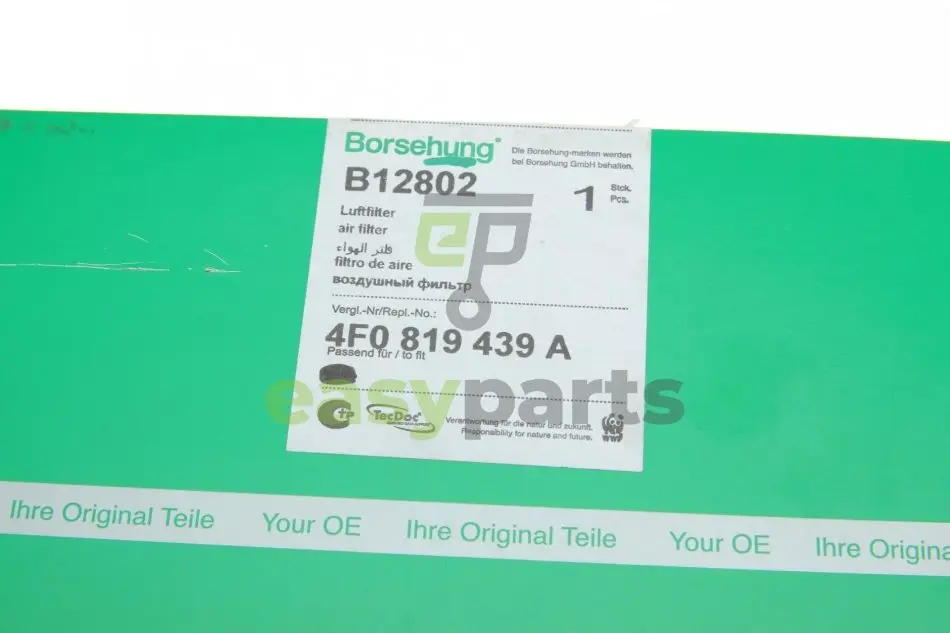 Borsehung®
Die Borsehung-marken werden
bei Borsehung GmbH behalten.
B12802
1
Stck.
Pcs.
Luftfilter
air filter
فلتر الهواء
filtro de aire
воздушный фильтр
Vergl.-Nr/Repl.-No.:
4F0 819 439 A
Passend für / to fit
easyparts
TecDoc
Verantwortung für die natur und zukunft.
Responsibility for nature and future.
WWF
Ihre Original Teile Your OE Ihre Original Teile Your OE Ihre Origina